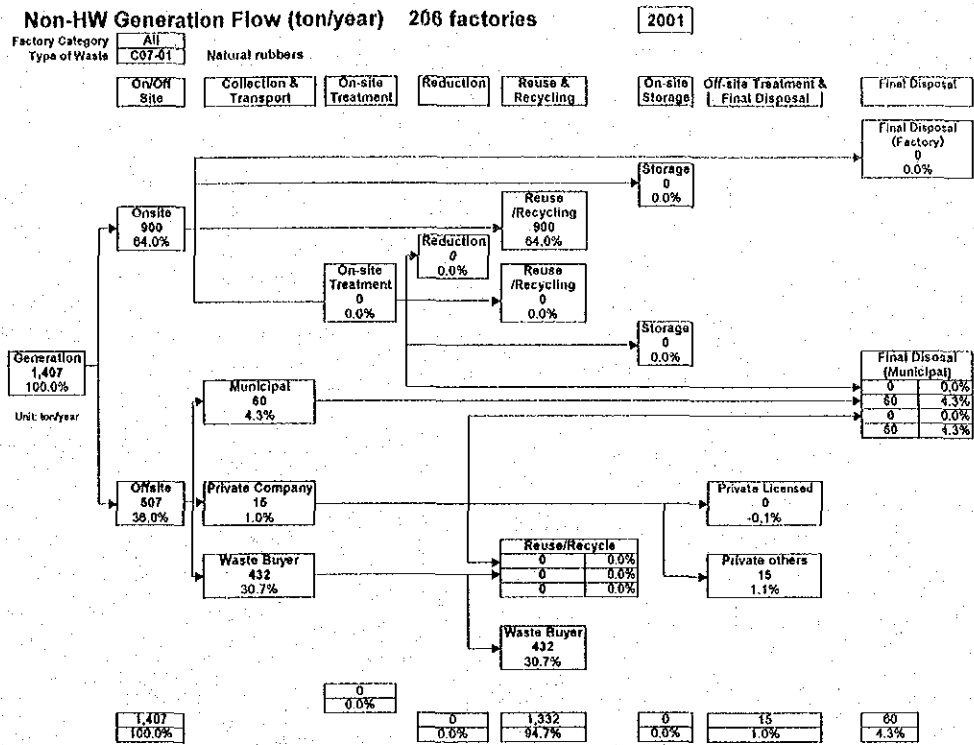 Non-HW Generation Flow (ton/year) 206 factories 2001
Factory Category All
Type of Waste C07-01 Natural rubbers
On/Off Site
Collection & Transport
On-site Treatment
Reduction
Reuse & Recycling
On-site Storage
Off-site Treatment & Final Disposal
Final Disposal
Final Disposal
(Factory)
0
0.0%
Storage
0
0.0%
Onsite
900
64.0%
Reuse
/Recycling
900
64.0%
Reduction
0
0.0%
On-site
Treatment
0
0.0%
Reuse
/Recycling
0
0.0%
Storage
0
0.0%
Generation
1,407
100.0%
Unit: ton/year
Municipal
60
4.3%
Final Disosal
(Municipal)
0 0.0%
60 4.3%
0 0.0%
60 4.3%
Offsite
507
36.0%
Private Company
15
1.0%
Private Licensed
0
-0.1%
Waste Buyer
432
30.7%
Reuse/Recycle
0 0.0%
0 0.0%
0 0.0%
Private others
15
1.1%
Waste Buyer
432
30.7%
0
0.0%
1,407 0 1,332 0 15 60
100.0% 0.0% 94.7% 0.0% 1.0% 4.3%